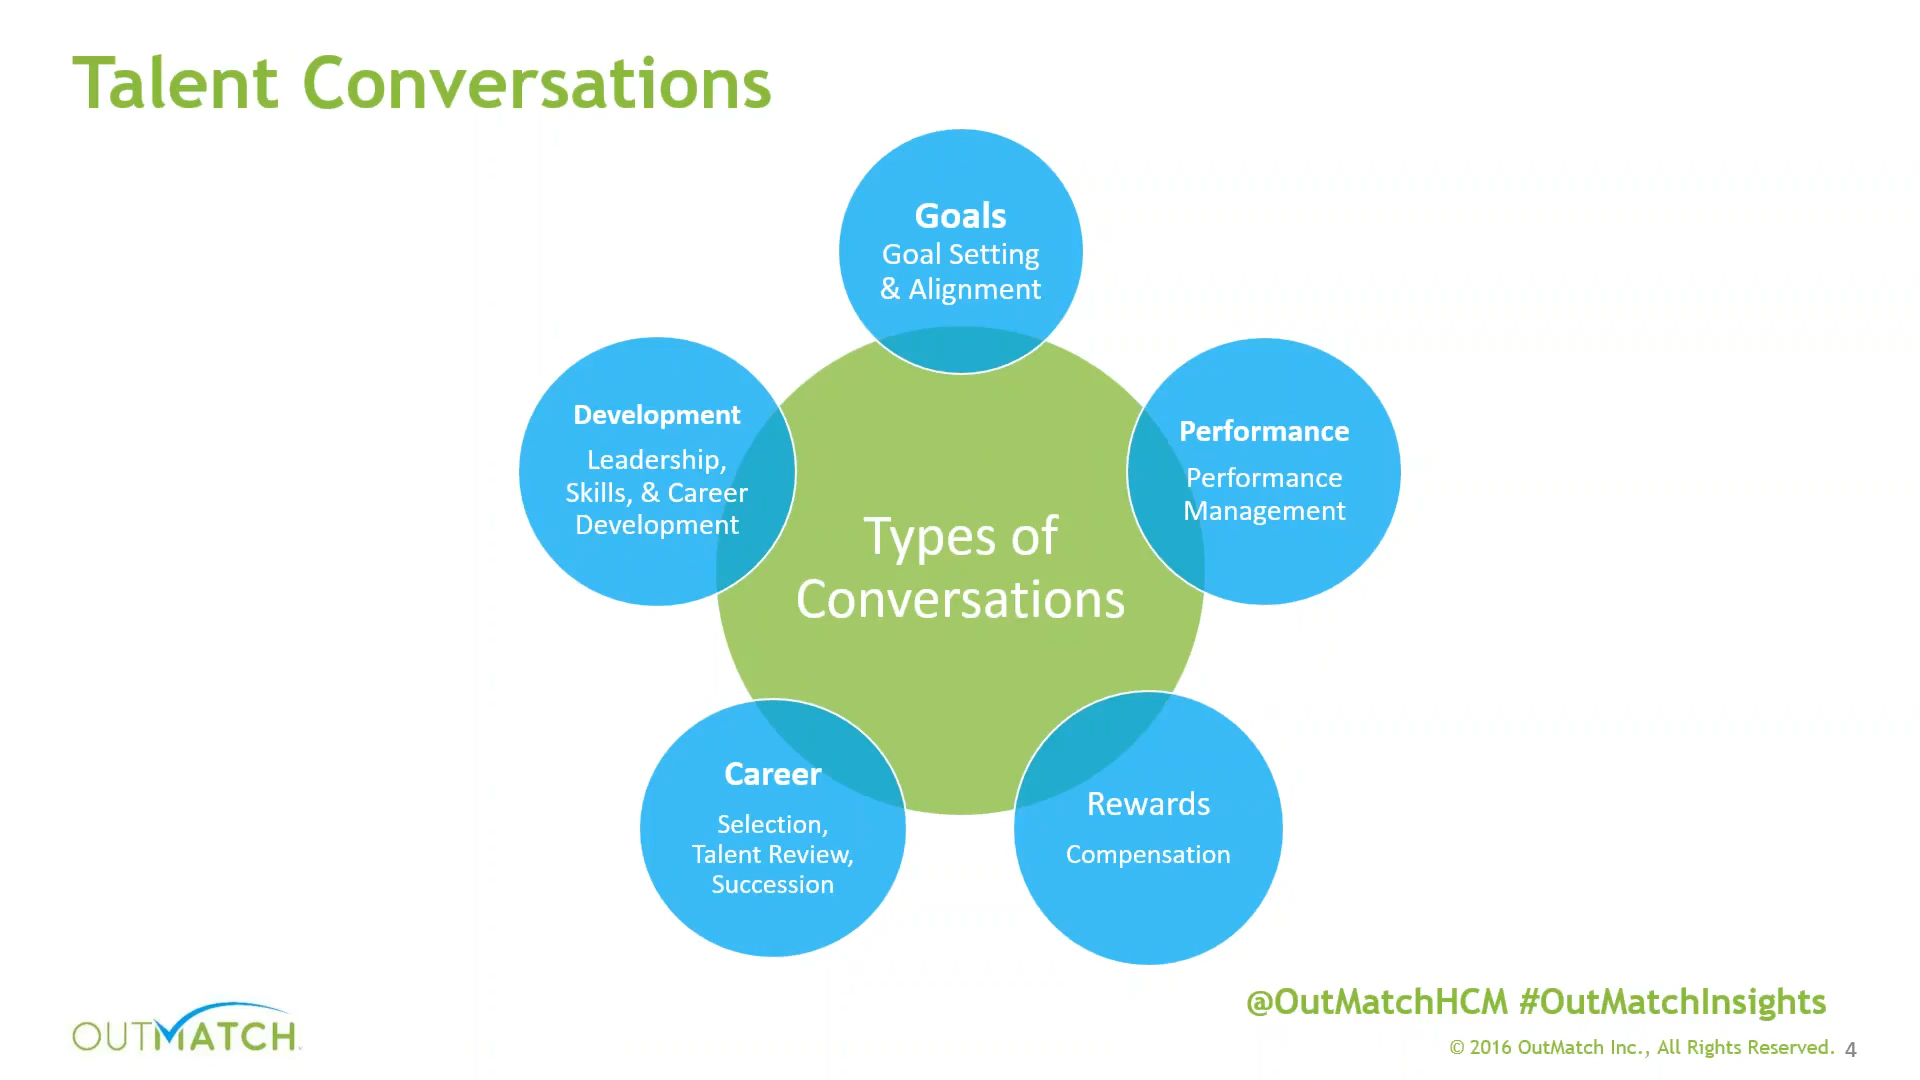 Talent Conversations
Goals
Goal Setting
& Alignment
Development
Leadership,
Skills, & Career
Development
Performance
Performance
Management
Types of
Conversations
Career
Selection,
Talent Review,
Succession
Rewards
Compensation
@OutMatchHCM #OutMatchInsights
OUTMATCH
© 2016 OutMatch Inc., All Rights Reserved. 4